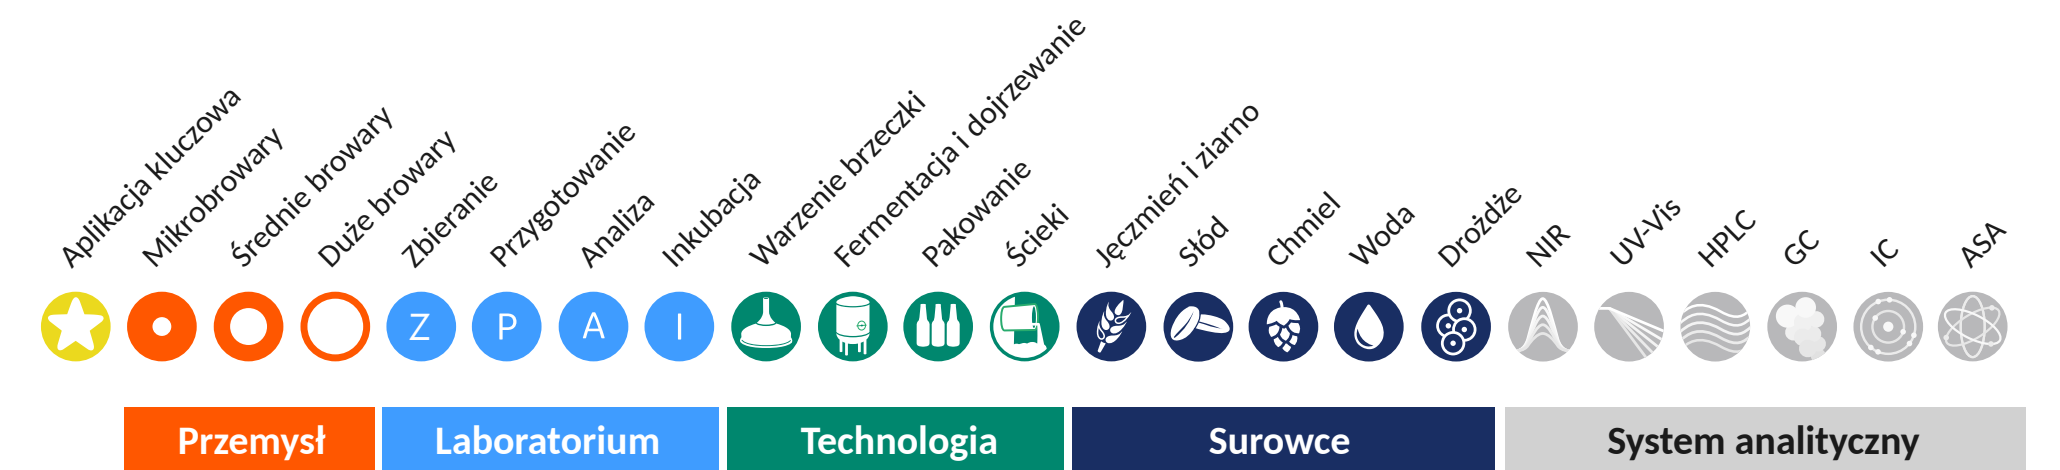 Aplikacja kluczowa
Mikrobrowary
Średnie browary
Duże browary
Zbieranie
Przygotowanie
Analiza
Inkubacja
Warzenie brzeczki
Fermentacja i dojrzewanie
Pakowanie
Ścieki
Jęczmień i ziarno
Słód
Chmiel
Woda
Drożdże
NIR
UV-Vis
HPLC
GC
IC
ASA
Z
P
A
I
Przemysł
Laboratorium
Technologia
Surowce
System analityczny